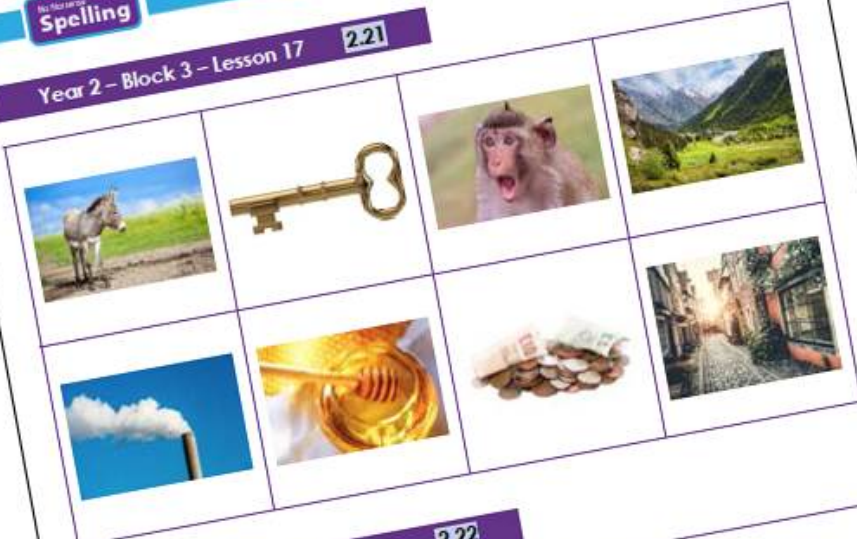 No Nonsense
Spelling
Year 2 – Block 3 – Lesson 17 2.21
2.22